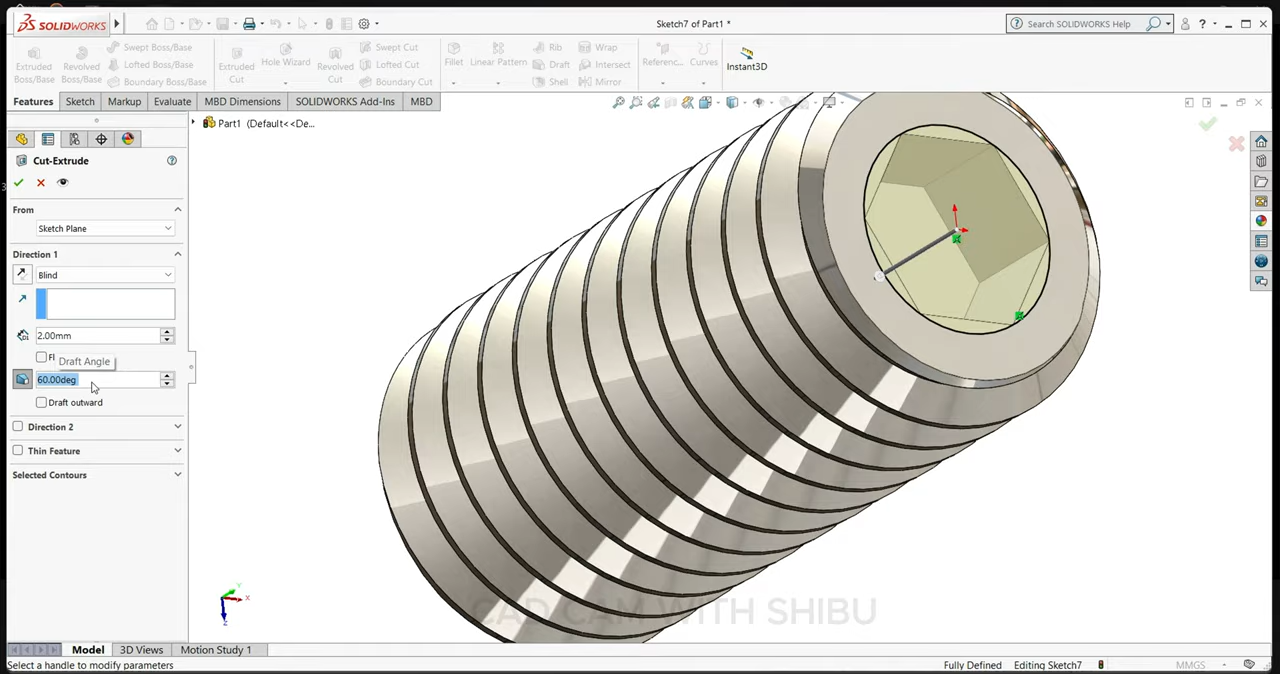 SOLIDWORKS
Sketch7 of Part1 *
Search SOLIDWORKS Help
Extruded Boss/Base
Revolved Boss/Base
Swept Boss/Base
Lofted Boss/Base
Boundary Boss/Base
Extruded Cut
Hole Wizard
Revolved Cut
Swept Cut
Lofted Cut
Boundary Cut
Fillet
Linear Pattern
Rib
Draft
Shell
Wrap
Intersect
Mirror
Referenc...
Curves
Instant3D
Features
Sketch
Markup
Evaluate
MBD Dimensions
SOLIDWORKS Add-Ins
MBD
Part1 (Default<<De...
Cut-Extrude
From
Sketch Plane
Direction 1
Blind
2.00mm
Fl
Draft Angle
60.00deg
Draft outward
Direction 2
Thin Feature
Selected Contours
Y
X
Z
CAD CAM WITH SHIBU
Model
3D Views
Motion Study 1
Select a handle to modify parameters
Fully Defined
Editing Sketch7
MMGS